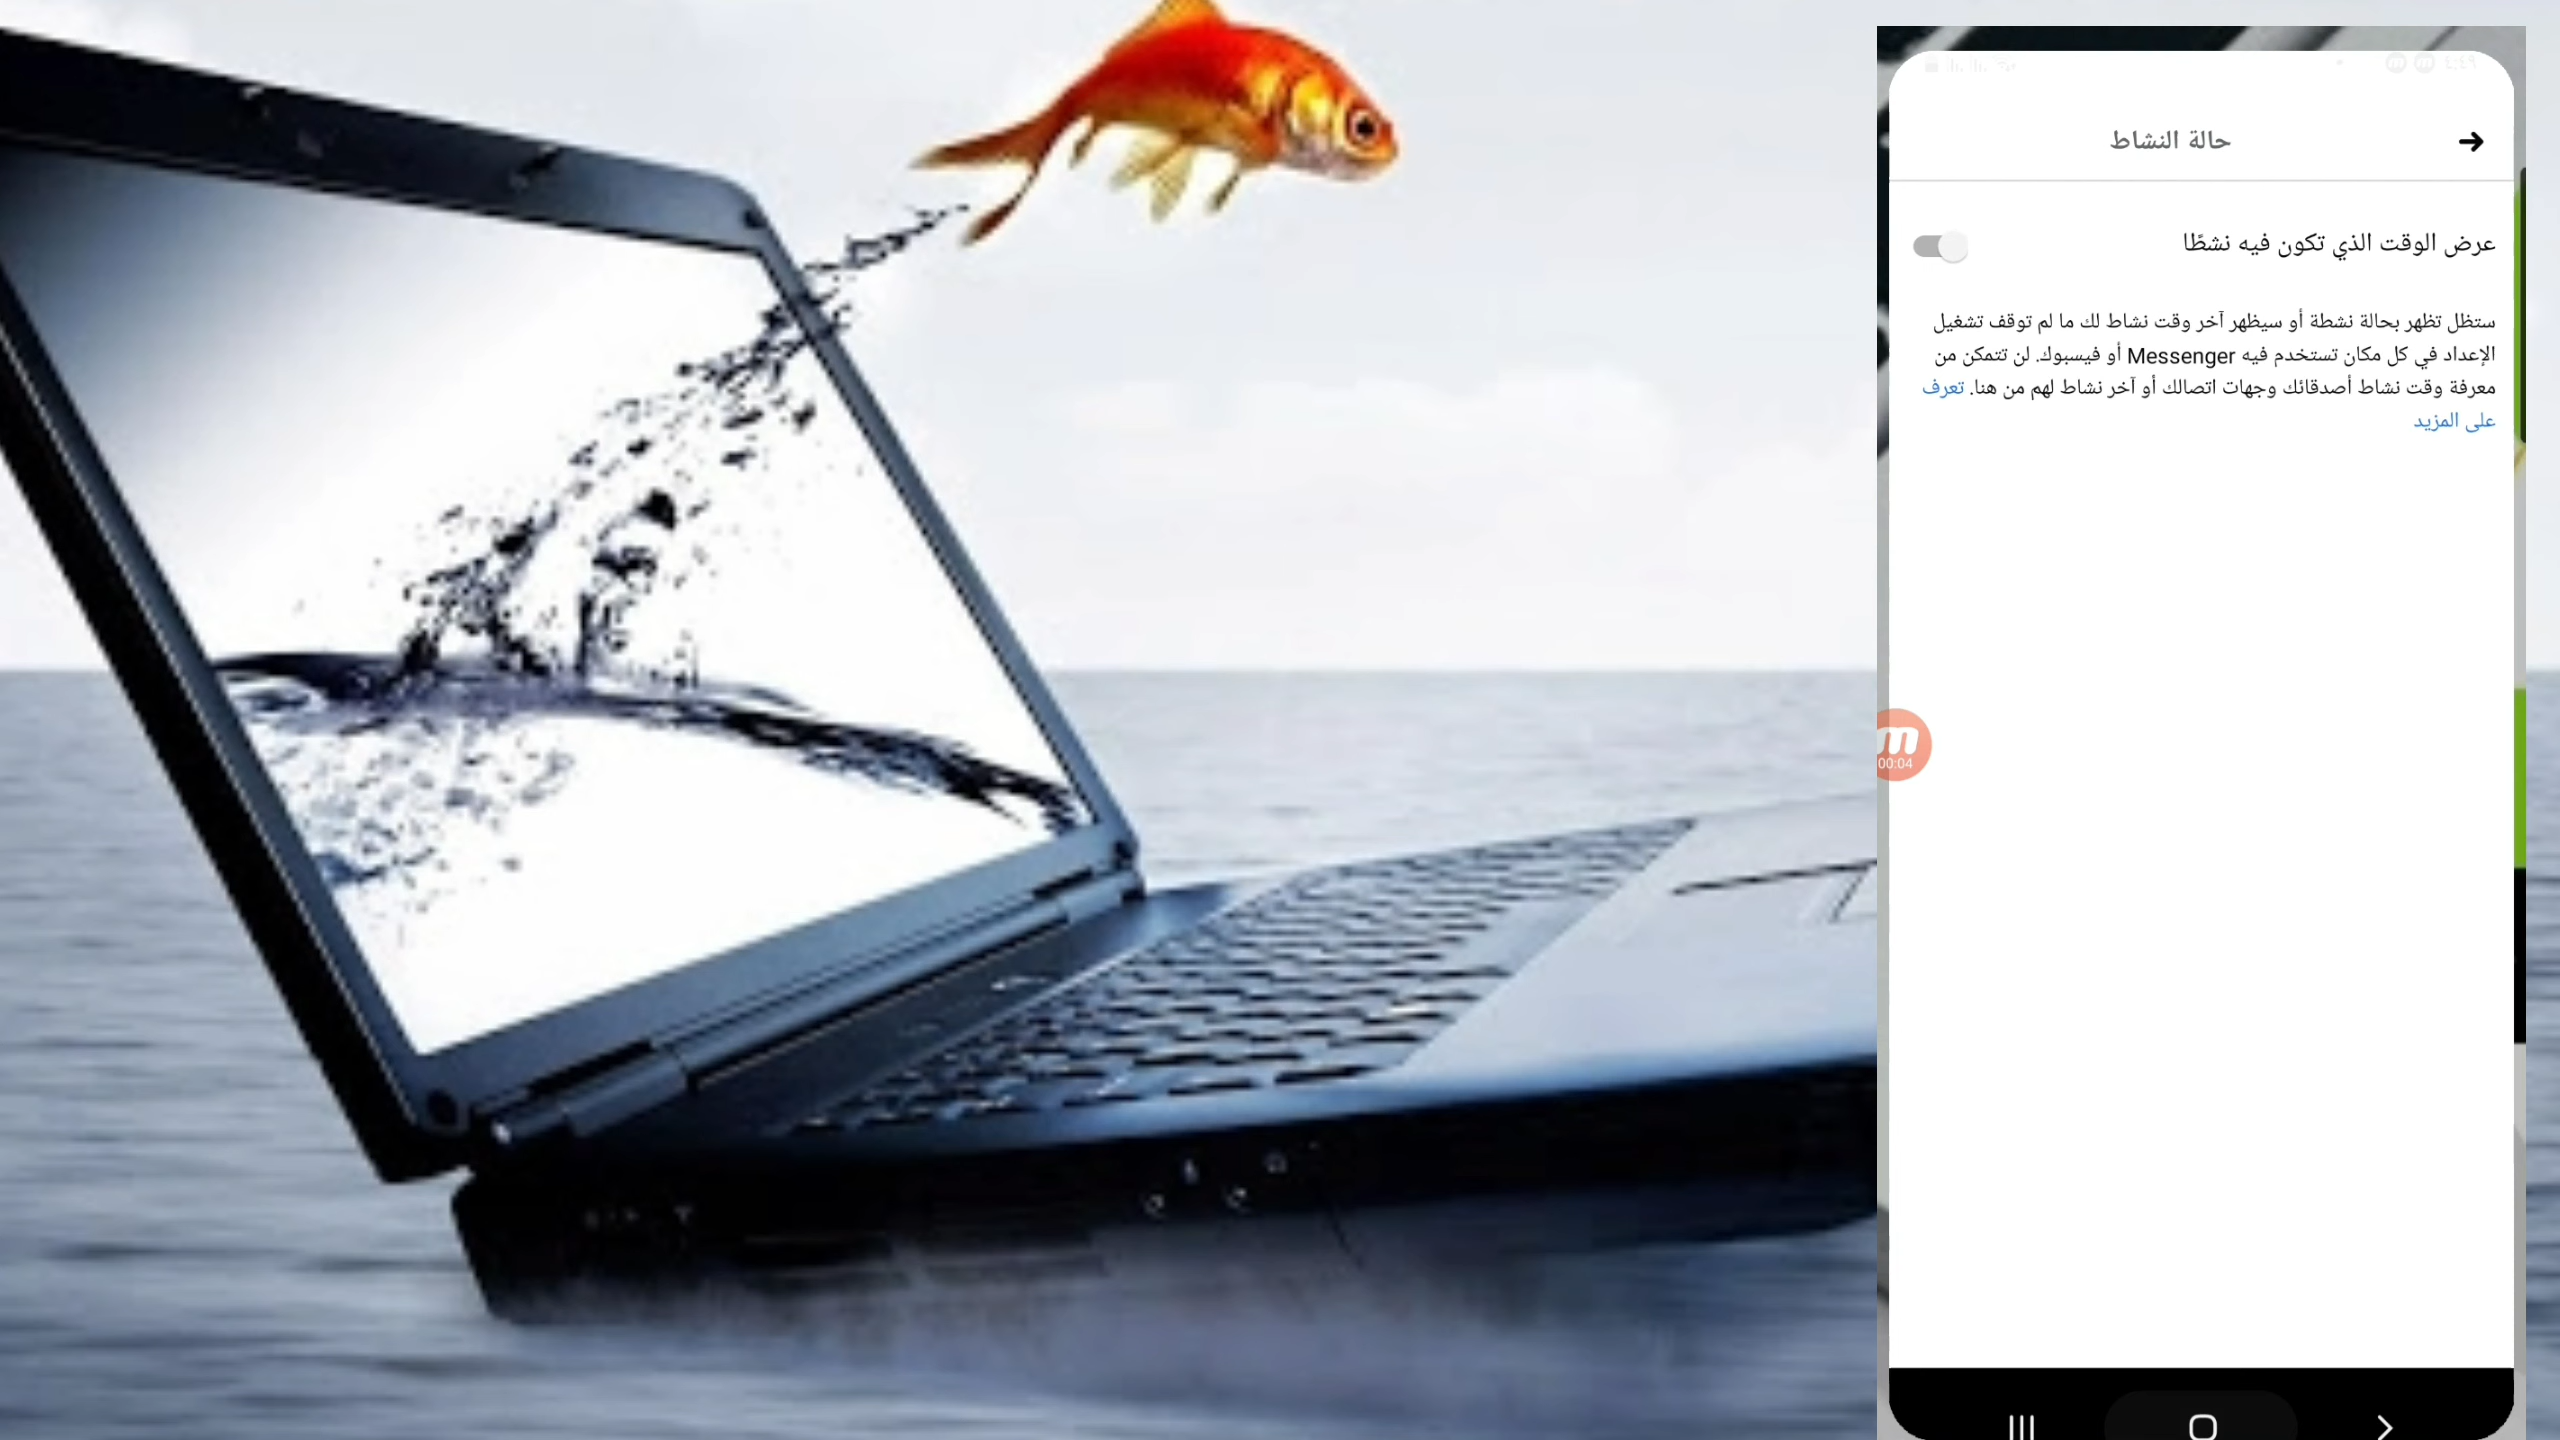 ٤:٤٩
حالة النشاط
عرض الوقت الذي تكون فيه نشطًا
ستظل تظهر بحالة نشطة أو سيظهر آخر وقت نشاط لك ما لم توقف تشغيل
الإعداد في كل مكان تستخدم فيه Messenger أو فيسبوك. لن تتمكن من
معرفة وقت نشاط أصدقائك وجهات اتصالك أو آخر نشاط لهم من هنا. تعرف
على المزيد
m
00:04